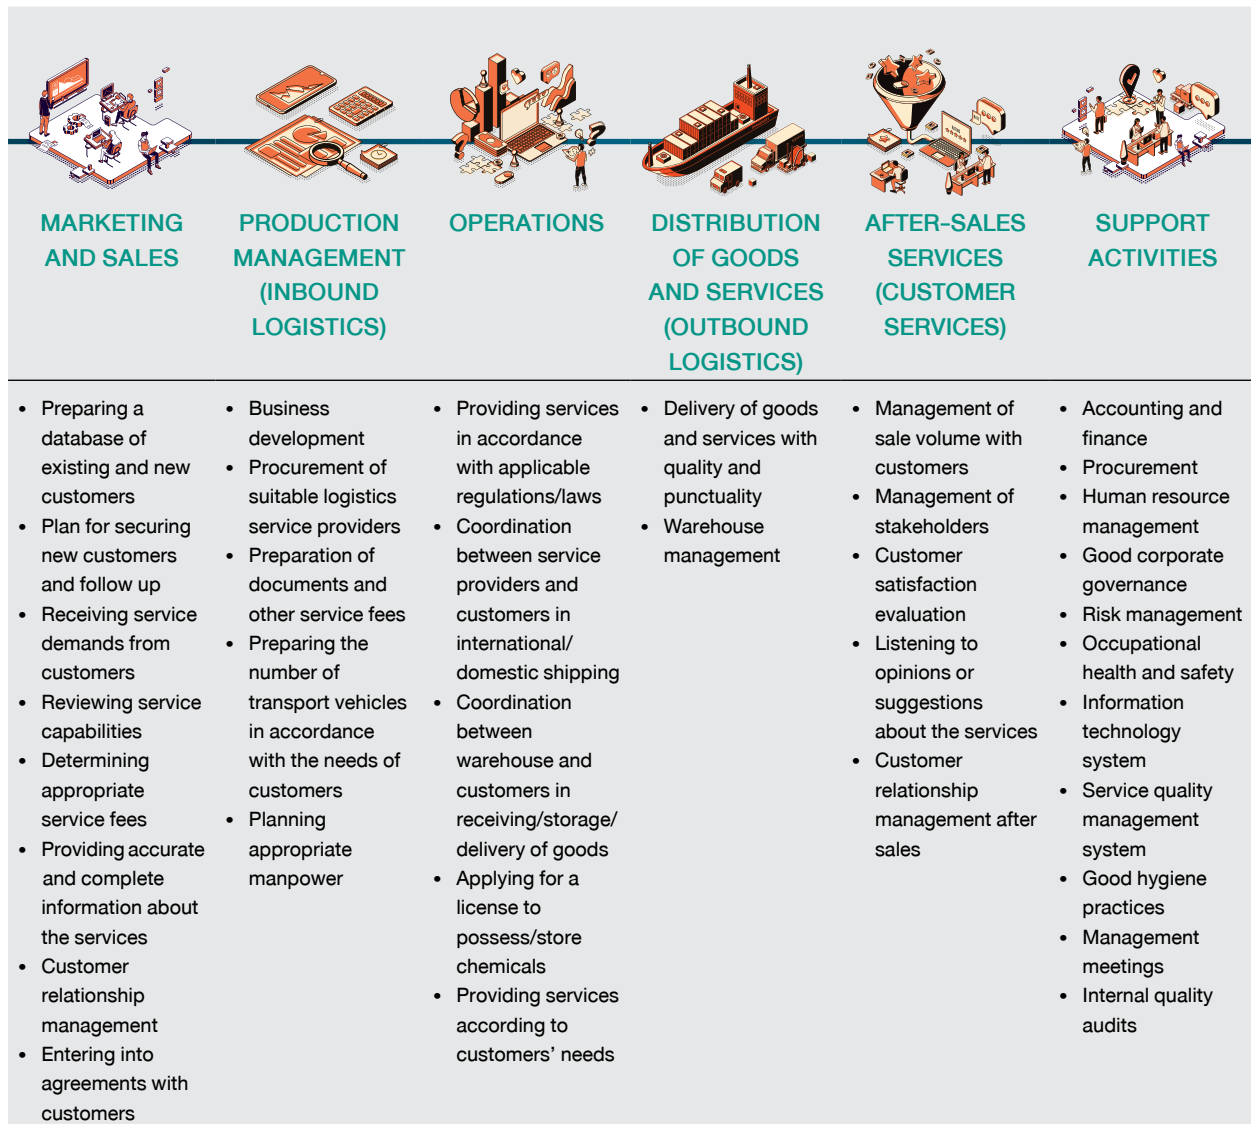 MARKETING
AND SALES
PRODUCTION
MANAGEMENT
(INBOUND
LOGISTICS)
OPERATIONS
DISTRIBUTION
OF GOODS
AND SERVICES
(OUTBOUND
LOGISTICS)
AFTER-SALES
SERVICES
(CUSTOMER
SERVICES)
SUPPORT
ACTIVITIES
• Preparing a
database of
existing and new
customers
• Plan for securing
new customers
and follow up
• Receiving service
demands from
customers
• Reviewing service
capabilities
• Determining
appropriate
service fees
• Providing accurate
and complete
information about
the services
• Customer
relationship
management
• Entering into
agreements with
customers
• Business
development
• Procurement of
suitable logistics
service providers
• Preparation of
documents and
other service fees
• Preparing the
number of
transport vehicles
in accordance
with the needs of
customers
• Planning
appropriate
manpower
• Providing services
in accordance
with applicable
regulations/laws
• Coordination
between service
providers and
customers in
international/
domestic shipping
• Coordination
between
warehouse and
customers in
receiving/storage/
delivery of goods
• Applying for a
license to
possess/store
chemicals
• Providing services
according to
customers' needs
• Delivery of goods
and services with
quality and
punctuality
• Warehouse
management
• Management of
sale volume with
customers
• Management of
stakeholders
• Customer
satisfaction
evaluation
• Listening to
opinions or
suggestions
about the services
• Customer
relationship
management after
sales
• Accounting and
finance
• Procurement
• Human resource
management
• Good corporate
governance
• Risk management
• Occupational
health and safety
• Information
technology
system
• Service quality
management
system
• Good hygiene
practices
• Management
meetings
• Internal quality
audits